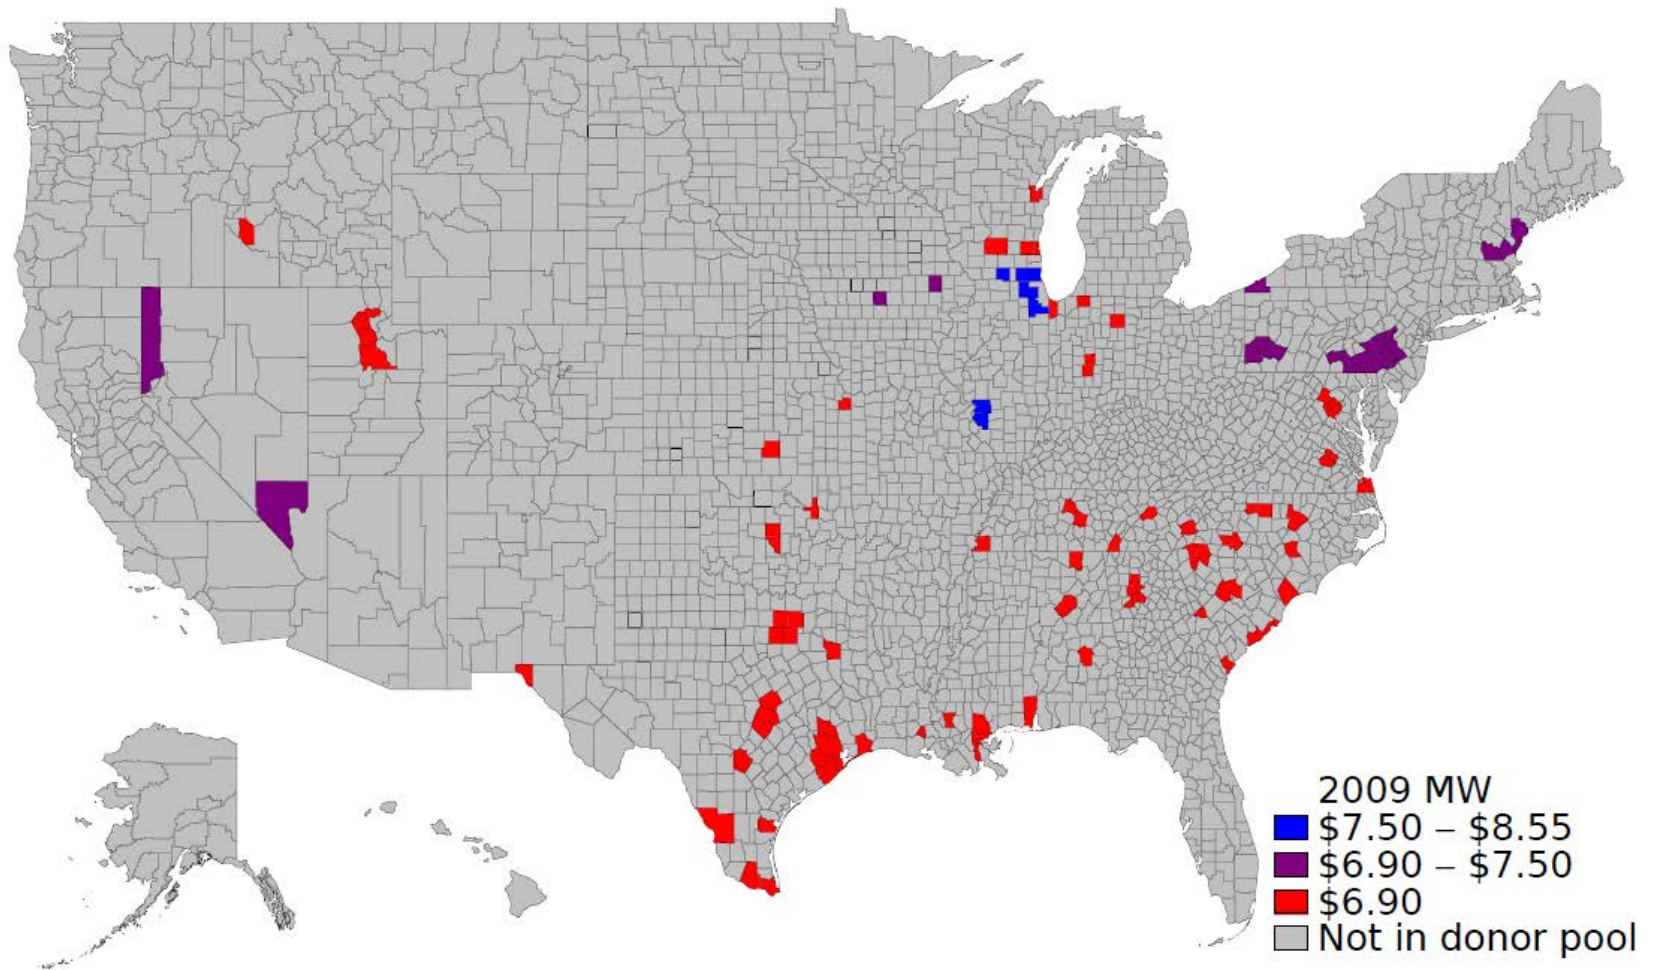 2009 MW
$7.50 – $8.55
$6.90 – $7.50
$6.90
Not in donor pool